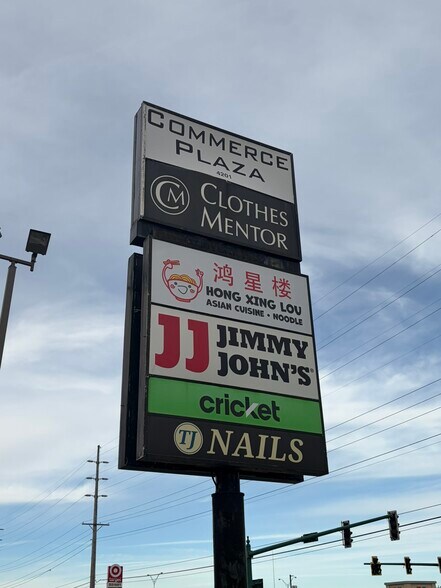 COMMERCE
PLAZA
4201
CM
CLOTHES
MENTOR
鸿星楼
HONG XING LOU
ASIAN CUISINE • NOODLE
JJ JIMMY
JOHN'S®
cricket
TJ NAILS